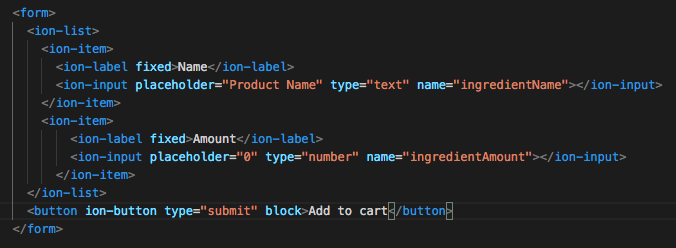 <form>
<ion-list>
<ion-item>
<ion-label fixed>Name</ion-label>
<ion-input placeholder="Product Name" type="text" name="ingredientName"></ion-input>
</ion-item>
<ion-item>
<ion-label fixed>Amount</ion-label>
<ion-input placeholder="0" type="number" name="ingredientAmount"></ion-input>
</ion-item>
</ion-list>
<button ion-button type="submit" block>Add to cart</button>
</form>